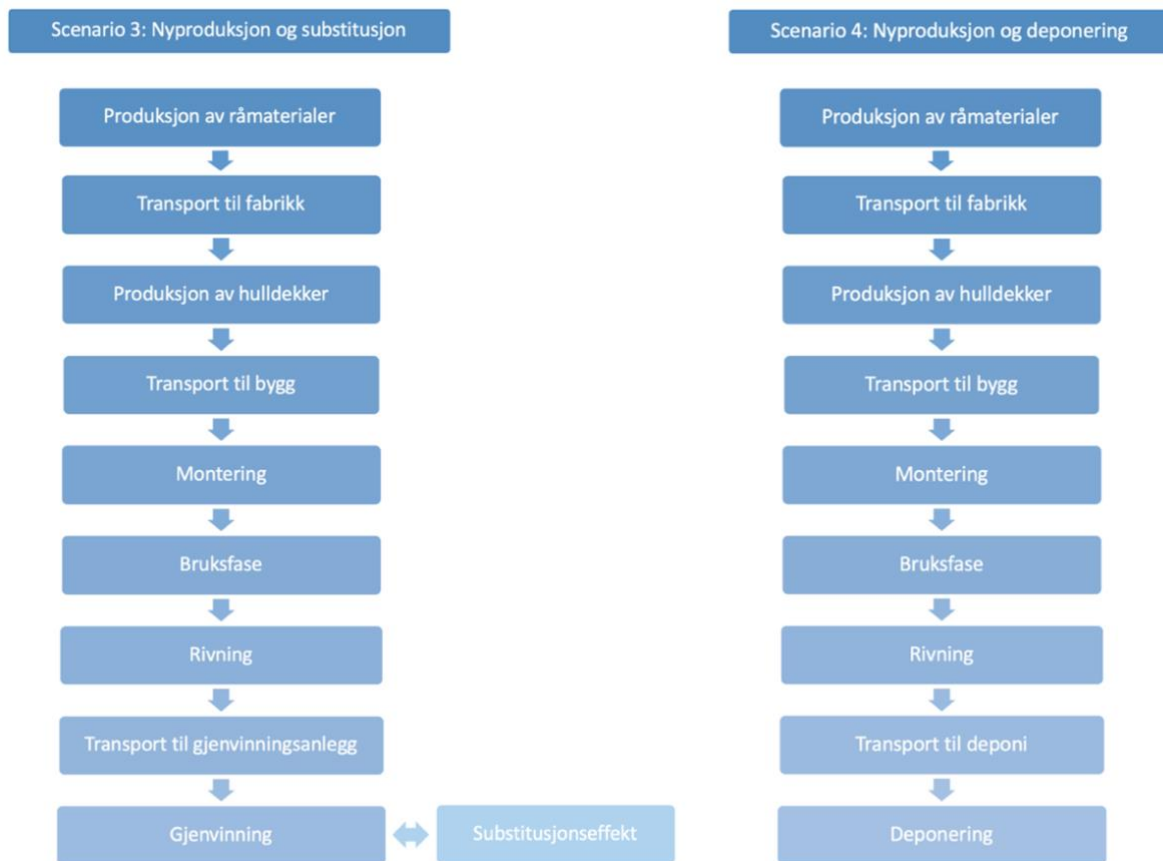 Scenario 3: Nyproduksjon og substitusjon
Produksjon av råmaterialer
Transport til fabrikk
Produksjon av hulldekker
Transport til bygg
Montering
Bruksfase
Rivning
Transport til gjenvinningsanlegg
Gjenvinning
Substitusjonseffekt
Scenario 4: Nyproduksjon og deponering
Produksjon av råmaterialer
Transport til fabrikk
Produksjon av hulldekker
Transport til bygg
Montering
Bruksfase
Rivning
Transport til deponi
Deponering